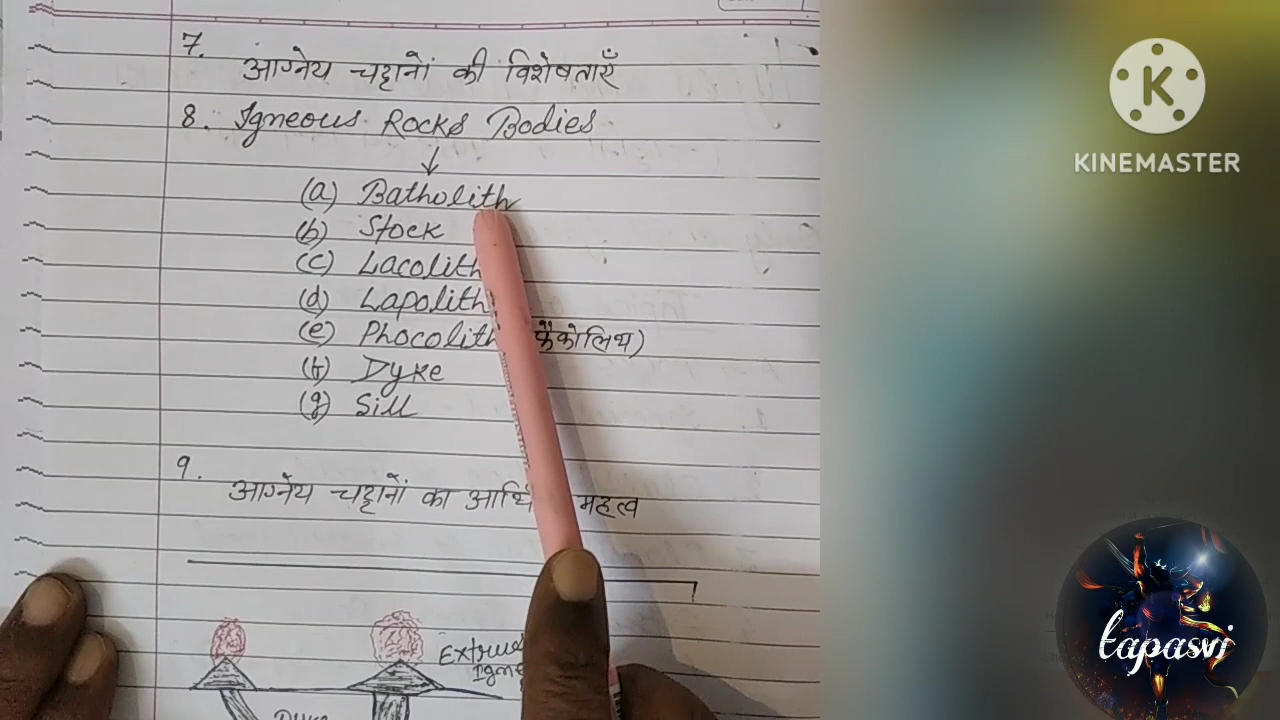 7.
आग्नेय चट्टानों की विशेषताएँ
8. Igneous Rocks Bodies
(a) Batholith
(b) Stock
(c) Lacolith
(d) Lapolith
(e) Phocolith फैकोलिथ)
(f) Dyke
(g) Sill
9.
आग्नेय चट्टानों का महत्व
Dyke
K
KINEMASTER
tapasvi